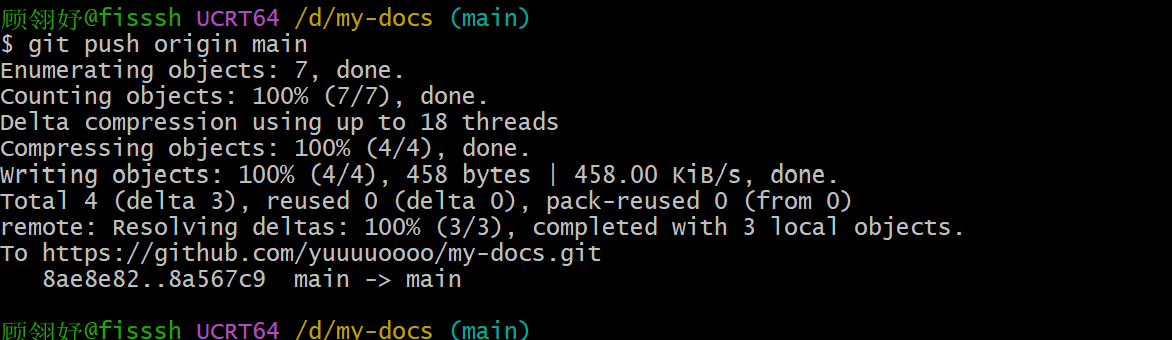 顾翎妤@fisssh UCRT64 /d/my-docs (main)
$ git push origin main
Enumerating objects: 7, done.
Counting objects: 100% (7/7), done.
Delta compression using up to 18 threads
Compressing objects: 100% (4/4), done.
Writing objects: 100% (4/4), 458 bytes | 458.00 KiB/s, done.
Total 4 (delta 3), reused 0 (delta 0), pack-reused 0 (from 0)
remote: Resolving deltas: 100% (3/3), completed with 3 local objects.
To https://github.com/yuuuuoooo/my-docs.git
   8ae8e82..8a567c9  main -> main
顾翎妤@fisssh UCRT64 /d/my-docs (main)